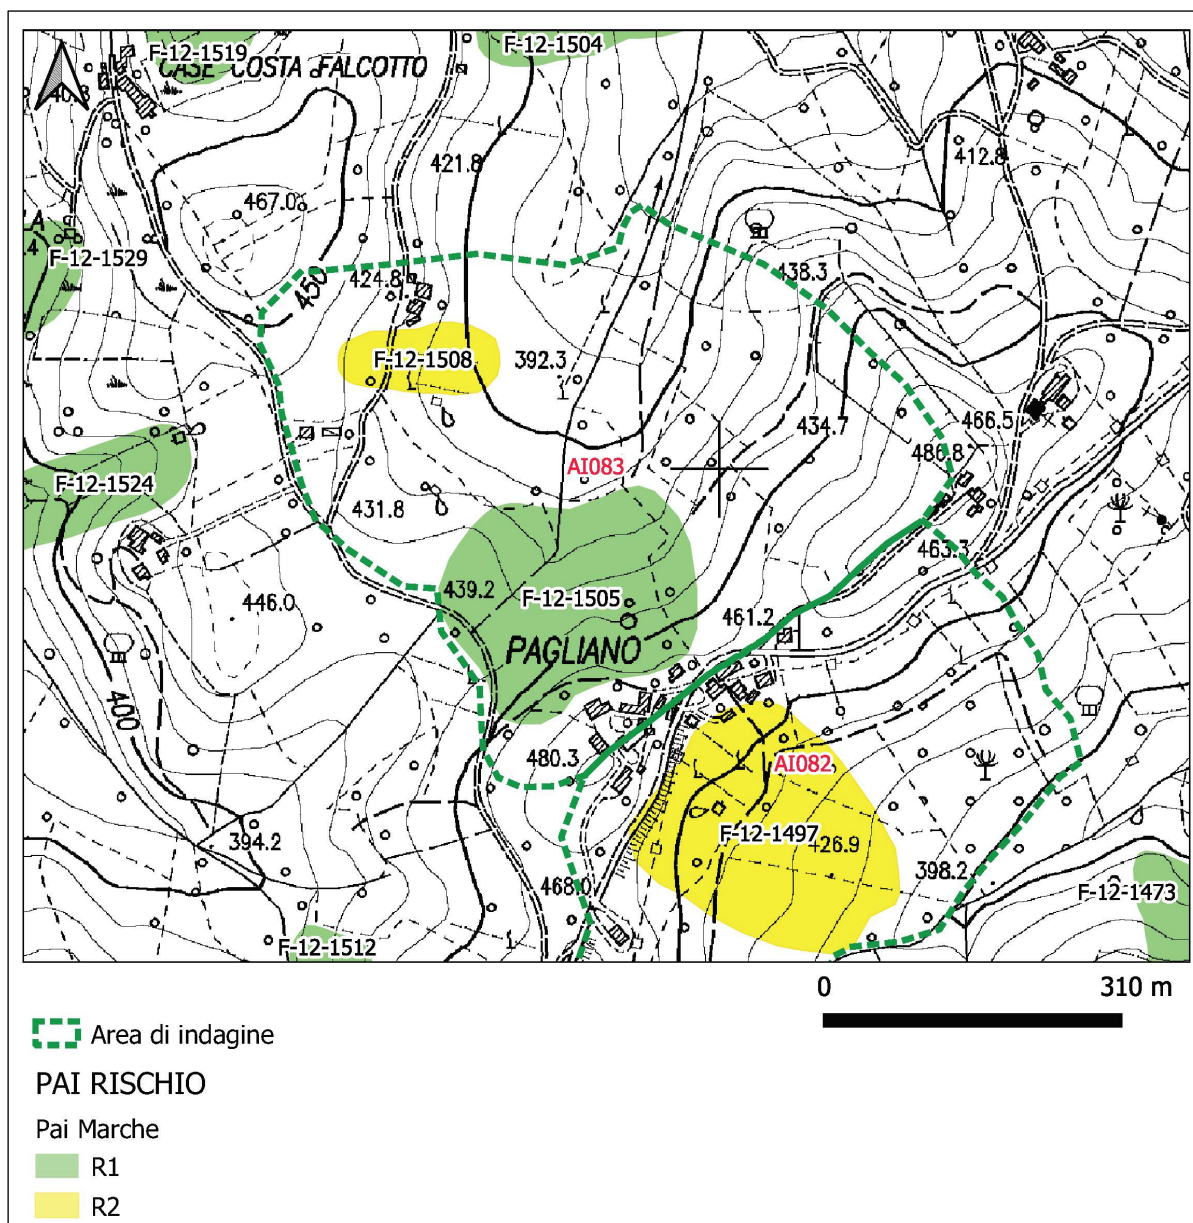 F-12-1519
F-12-1504
CASE COSTA FALCOTTO
421.8
412.8
467.0
A
F-12-1529
4
438.3
424.8
450
F-12-1508
392.3
434.7
466.5
486.8
AI083
F-12-1524
431.8
463.3
439.2
F-12-1505
446.0
461.2
PAGLIANO
400
480.3
AI082
F-12-1497
426.9
394.2
398.2
468.0
F-12-1473
F-12-1512
0 310 m
Area di indagine
PAI RISCHIO
Pai Marche
R1
R2